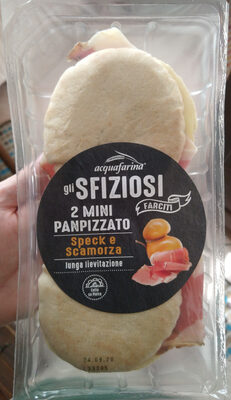 acquafarina®
gli SFIZIOSI
FARCITI
2 MINI
PANPIZZATO
Speck e
Scamorza
lunga lievitazione